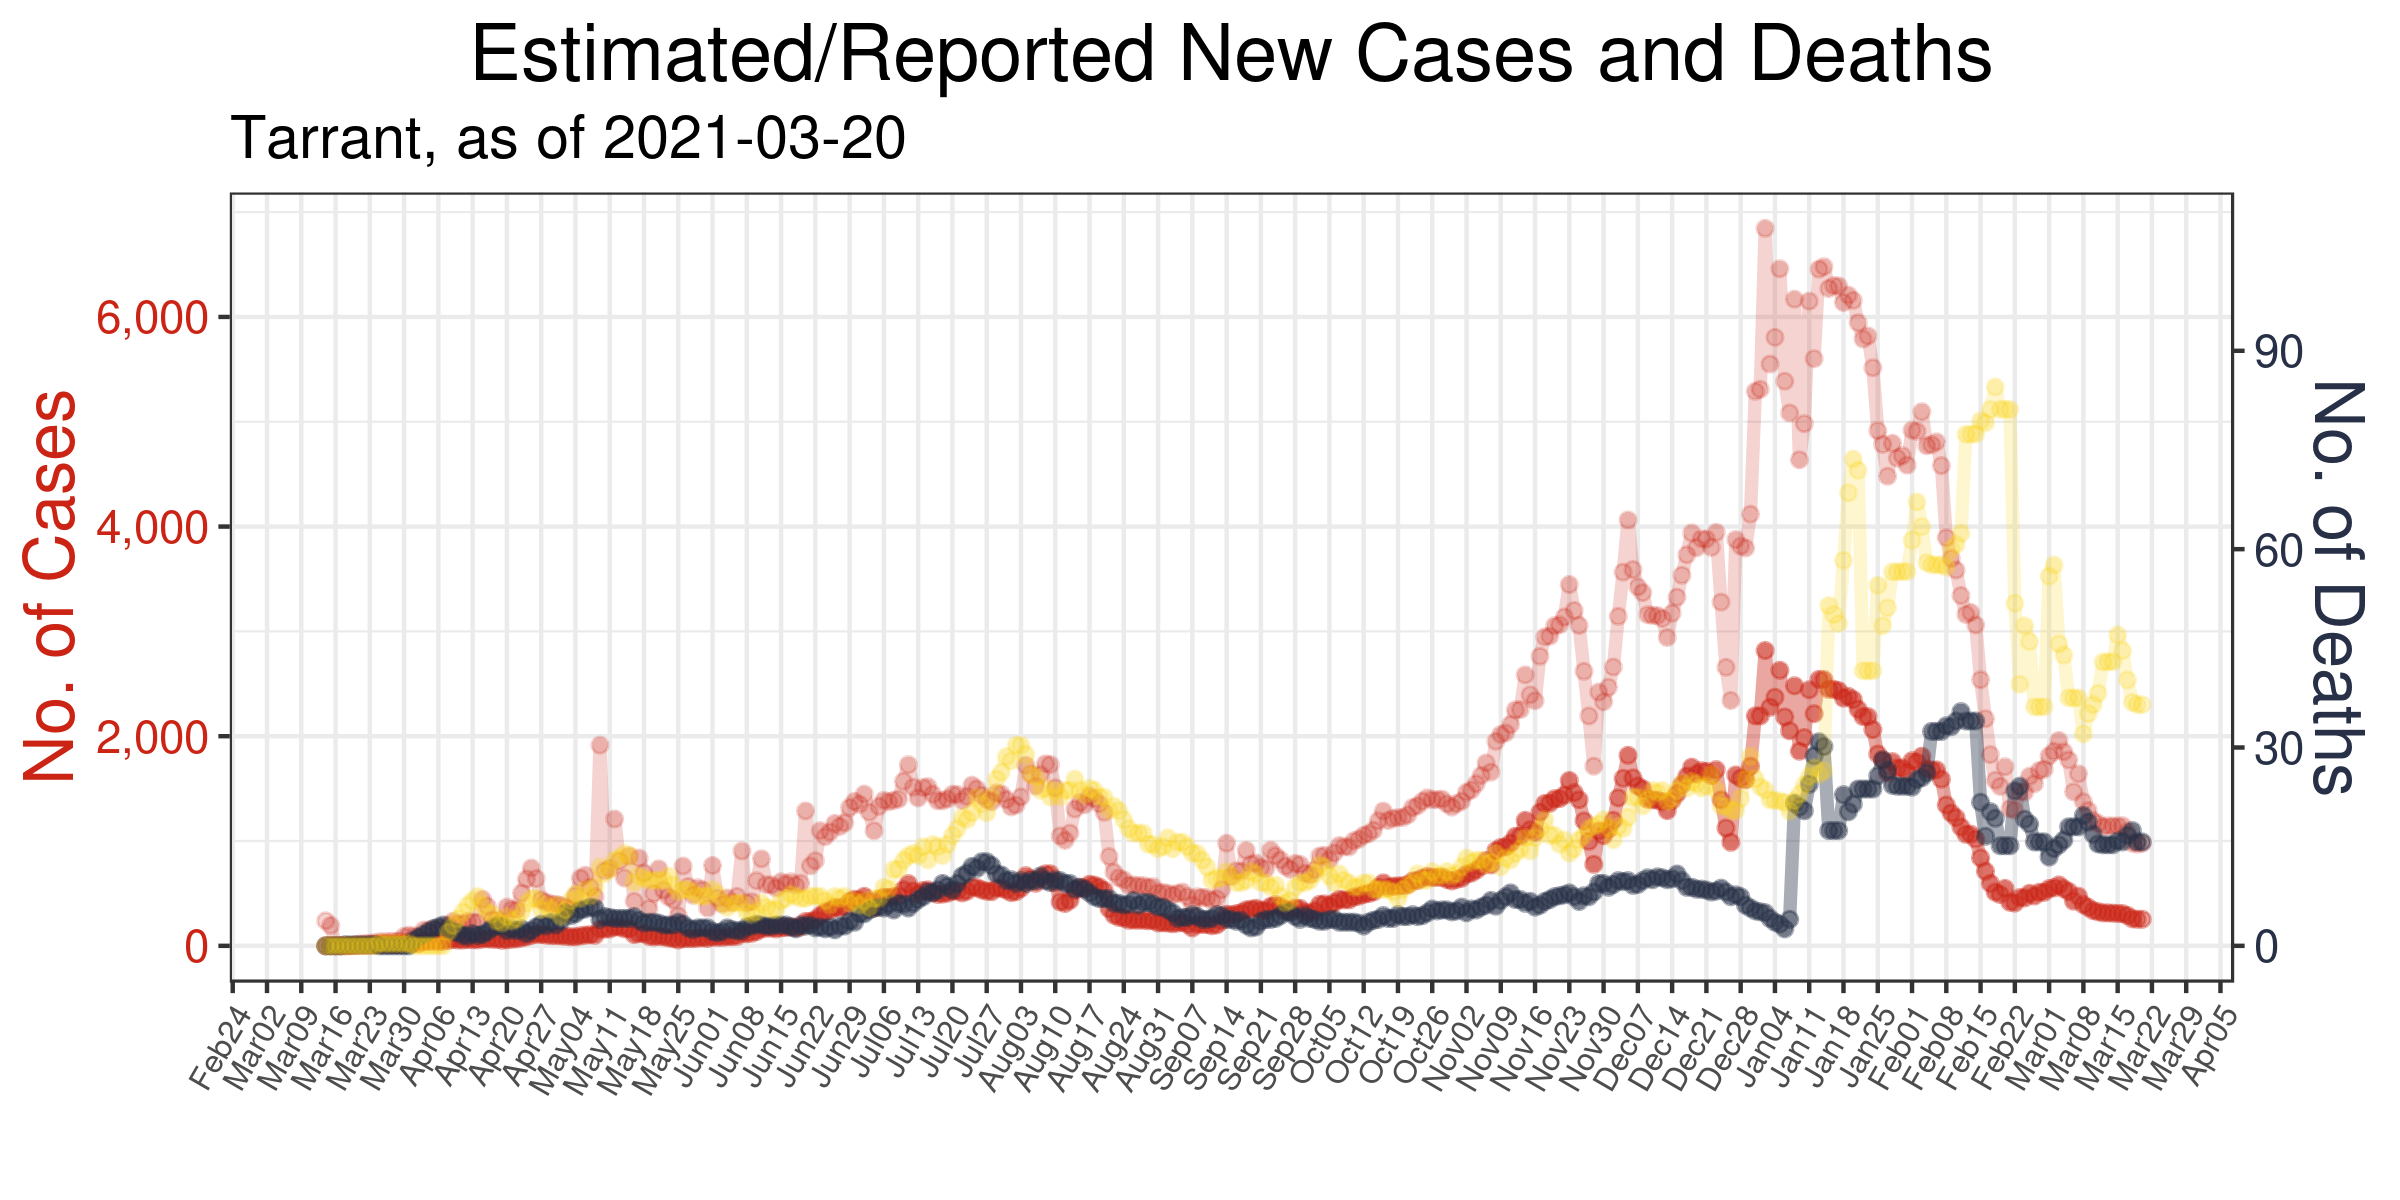 Estimated/Reported New Cases and Deaths
Tarrant, as of 2021-03-20
No. of Cases
6,000
4,000
2,000
0
90
60
30
0
No. of Deaths
Feb24
Mar02
Mar09
Mar16
Mar23
Mar30
Apr06
Apr13
Apr20
Apr27
May04
May11
May18
May25
Jun01
Jun08
Jun15
Jun22
Jun29
Jul06
Jul13
Jul20
Jul27
Aug03
Aug10
Aug17
Aug24
Aug31
Sep07
Sep14
Sep21
Sep28
Oct05
Oct12
Oct19
Oct26
Nov02
Nov09
Nov16
Nov23
Nov30
Dec07
Dec14
Dec21
Dec28
Jan04
Jan11
Jan18
Jan25
Feb01
Feb08
Feb15
Feb22
Mar01
Mar08
Mar15
Mar22
Mar29
Apr05